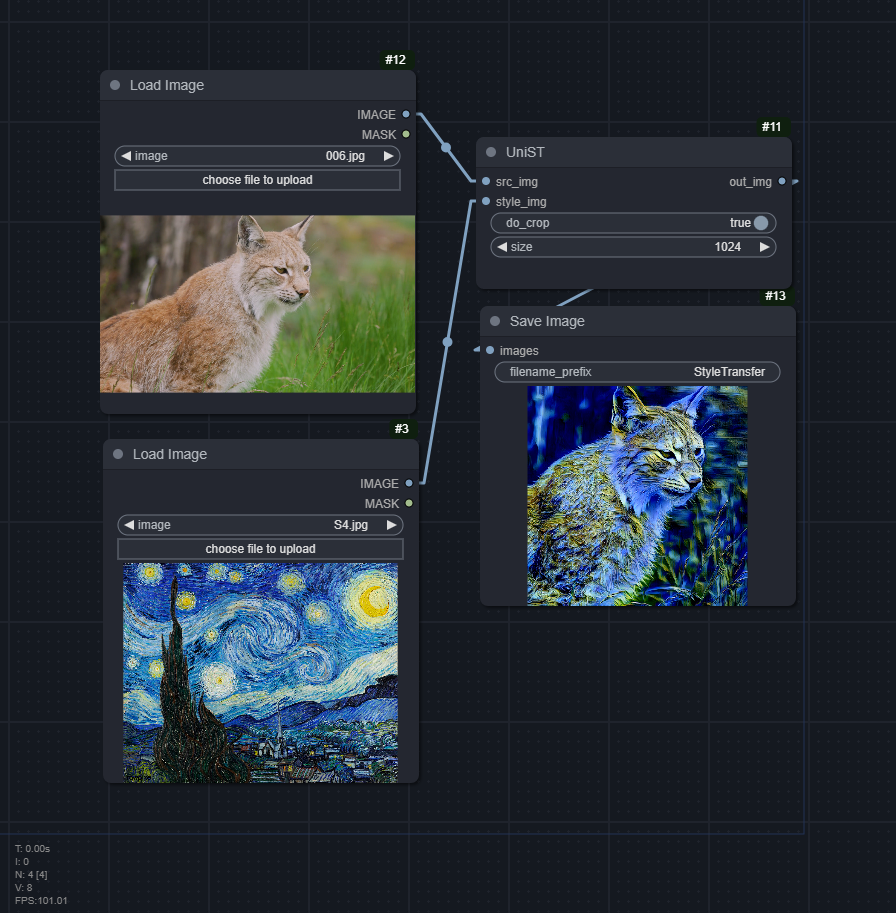 #12
Load Image
IMAGE
MASK
image 006.jpg
choose file to upload
#11
UniST
src_img out_img
style_img
do_crop true
size 1024
#13
Save Image
images
filename_prefix StyleTransfer
#3
Load Image
IMAGE
MASK
image S4.jpg
choose file to upload
T: 0.00s
I: 0
N: 4 [4]
V: 8
FPS:101.01